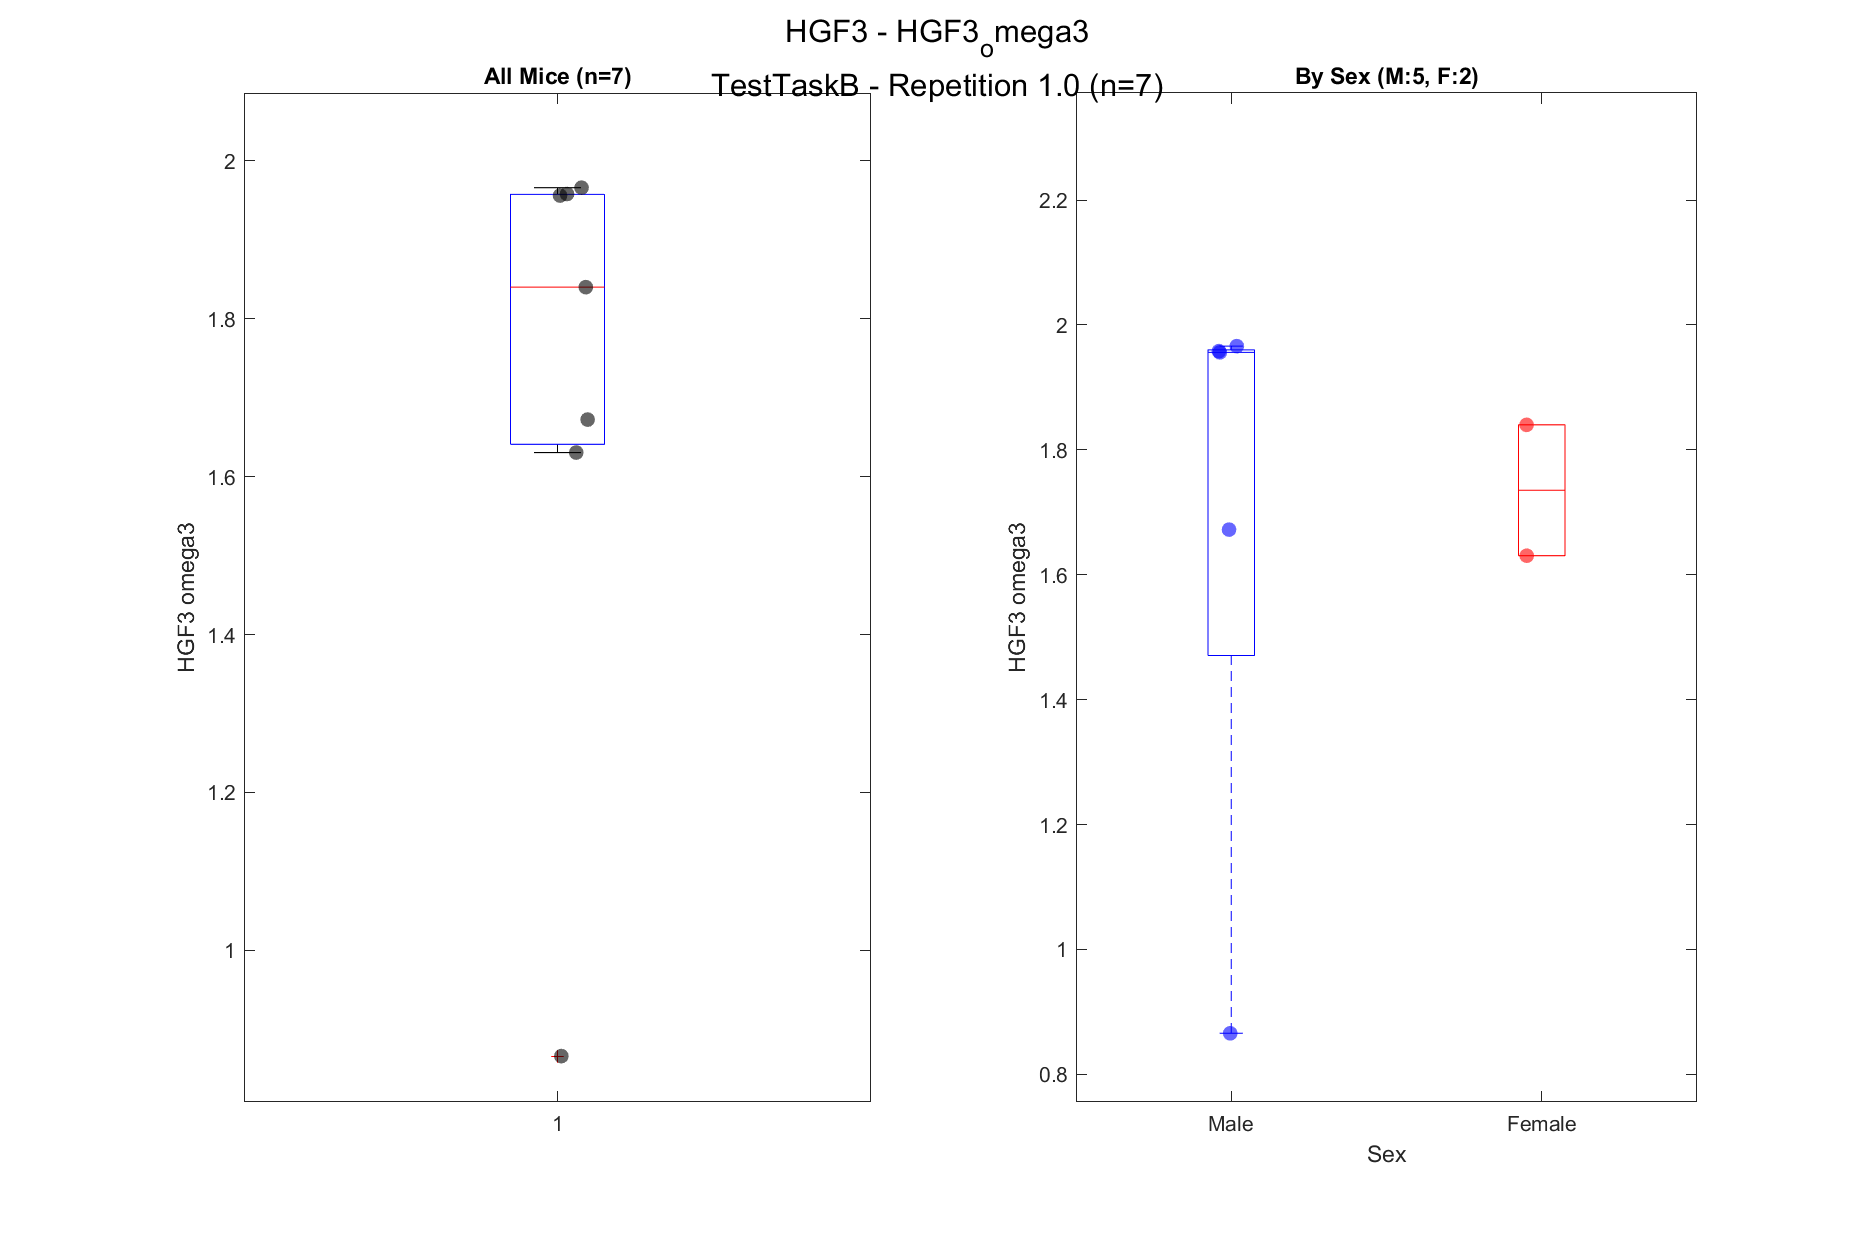 HGF3 - HGF3omega3
TestTaskB - Repetition 1.0 (n=7)
All Mice (n=7)
HGF3 omega3
2
1.8
1.6
1.4
1.2
1
1
By Sex (M:5, F:2)
HGF3 omega3
2.2
2
1.8
1.6
1.4
1.2
1
0.8
Male Female
Sex